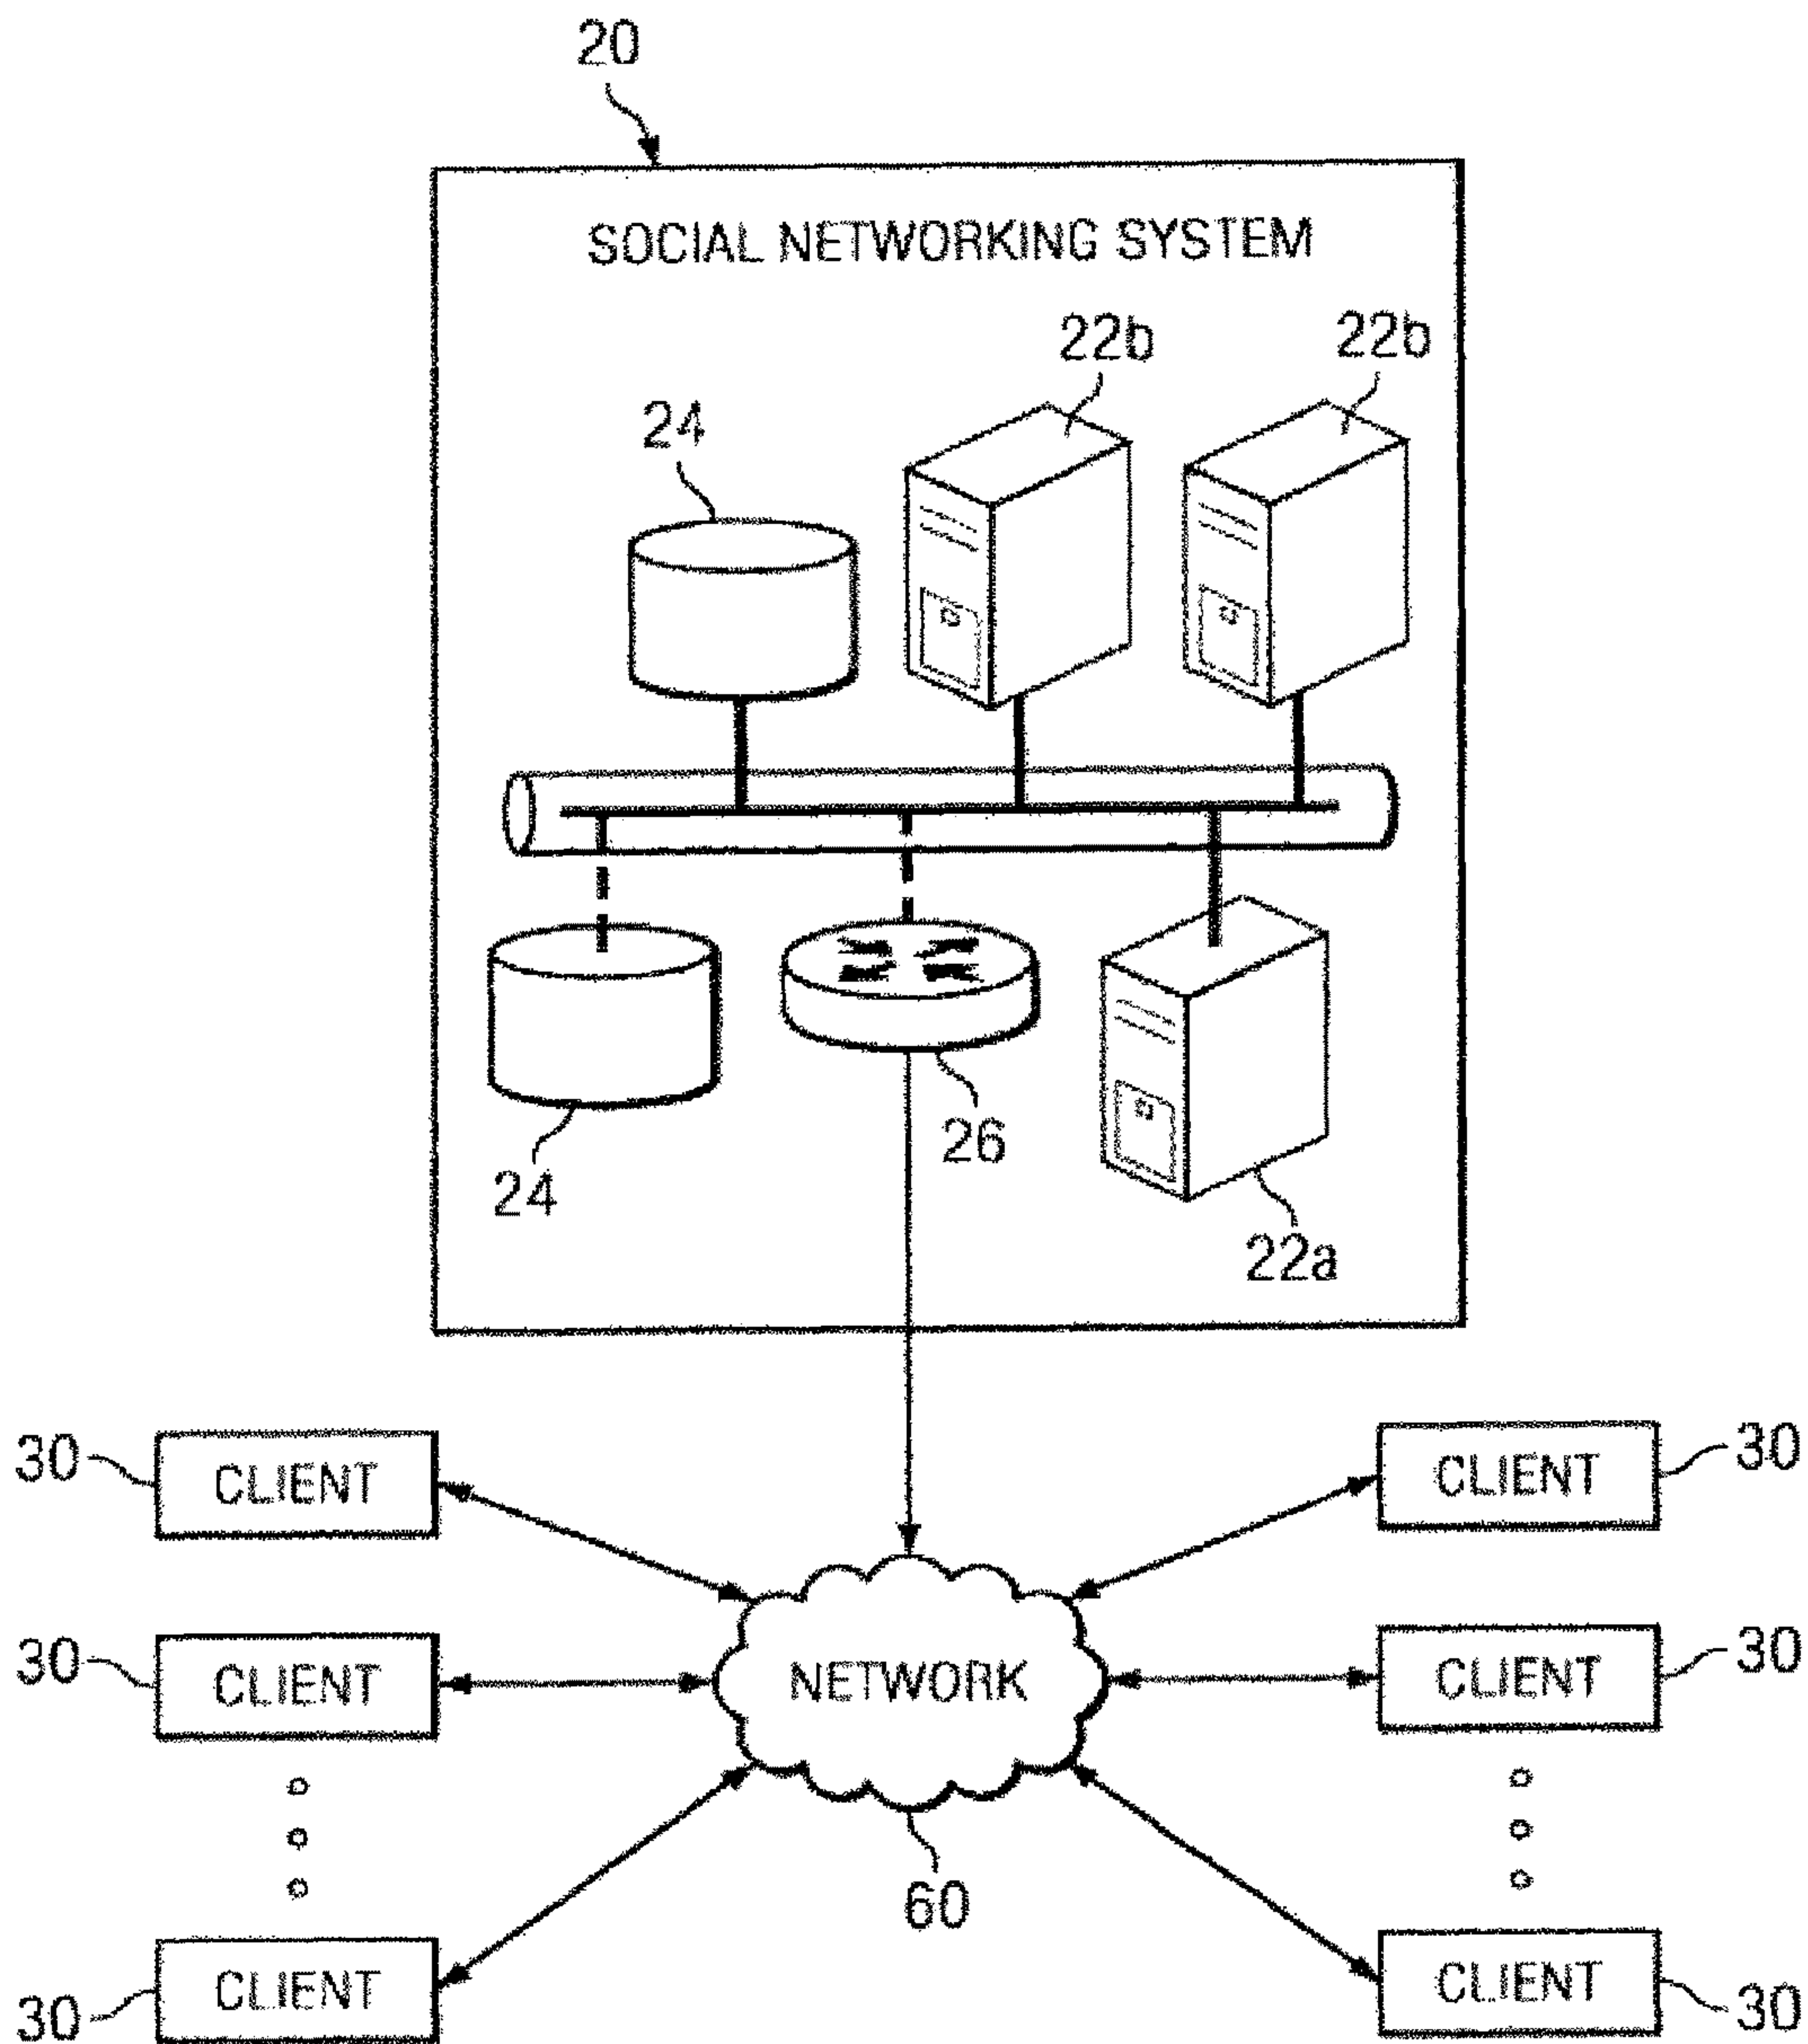 20
SOCIAL NETWORKING SYSTEM
22b
22b
24
26
24
22a
30
CLIENT
CLIENT
30
30
CLIENT
NETWORK
CLIENT
30
60
30
CLIENT
CLIENT
30